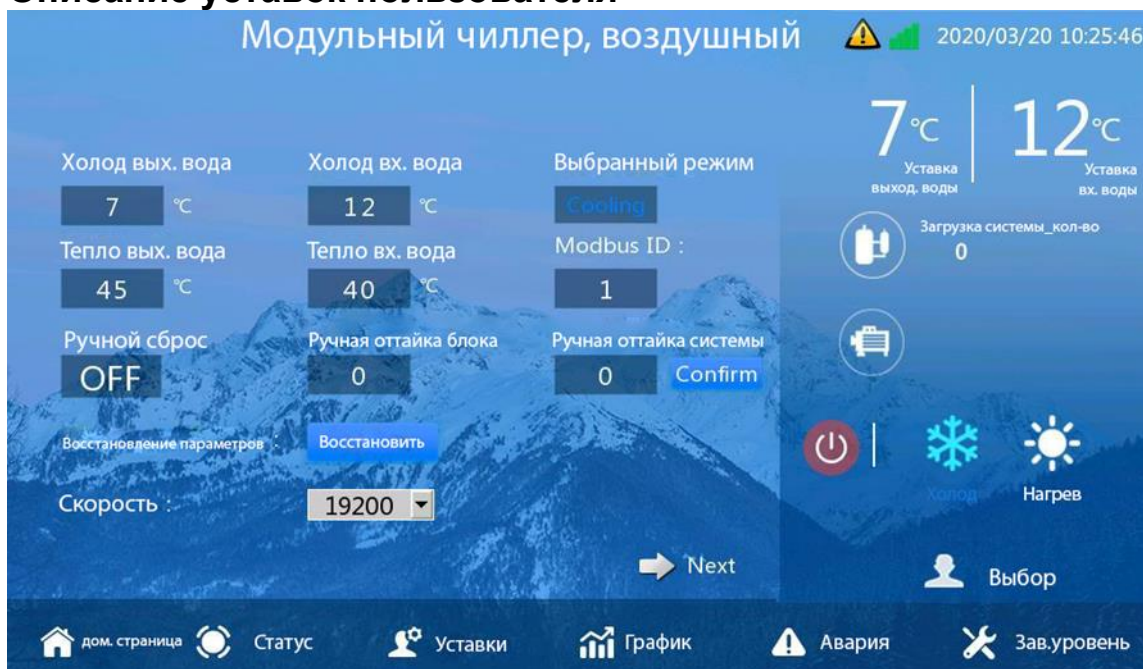 Описание уставок пользователя
Модульный чиллер, воздушный
2020/03/20 10:25:46
7 °C
Уставка
выход. воды
12 °C
Уставка
вх. воды
Холод вых. вода
Холод вх. вода
Выбранный режим
7 °C
12 °C
Cooling
Загрузка системы_кол-во
0
Тепло вых. вода
Тепло вх. вода
Modbus ID :
45 °C
40 °C
1
Ручной сброс
Ручная оттайка блока
Ручная оттайка системы
OFF
0
0
Confirm
Восстановление параметров :
Восстановить
Холод
Нагрев
Скорость :
19200
Next
Выбор
дом. страница
Статус
Уставки
График
Авария
Зав.уровень